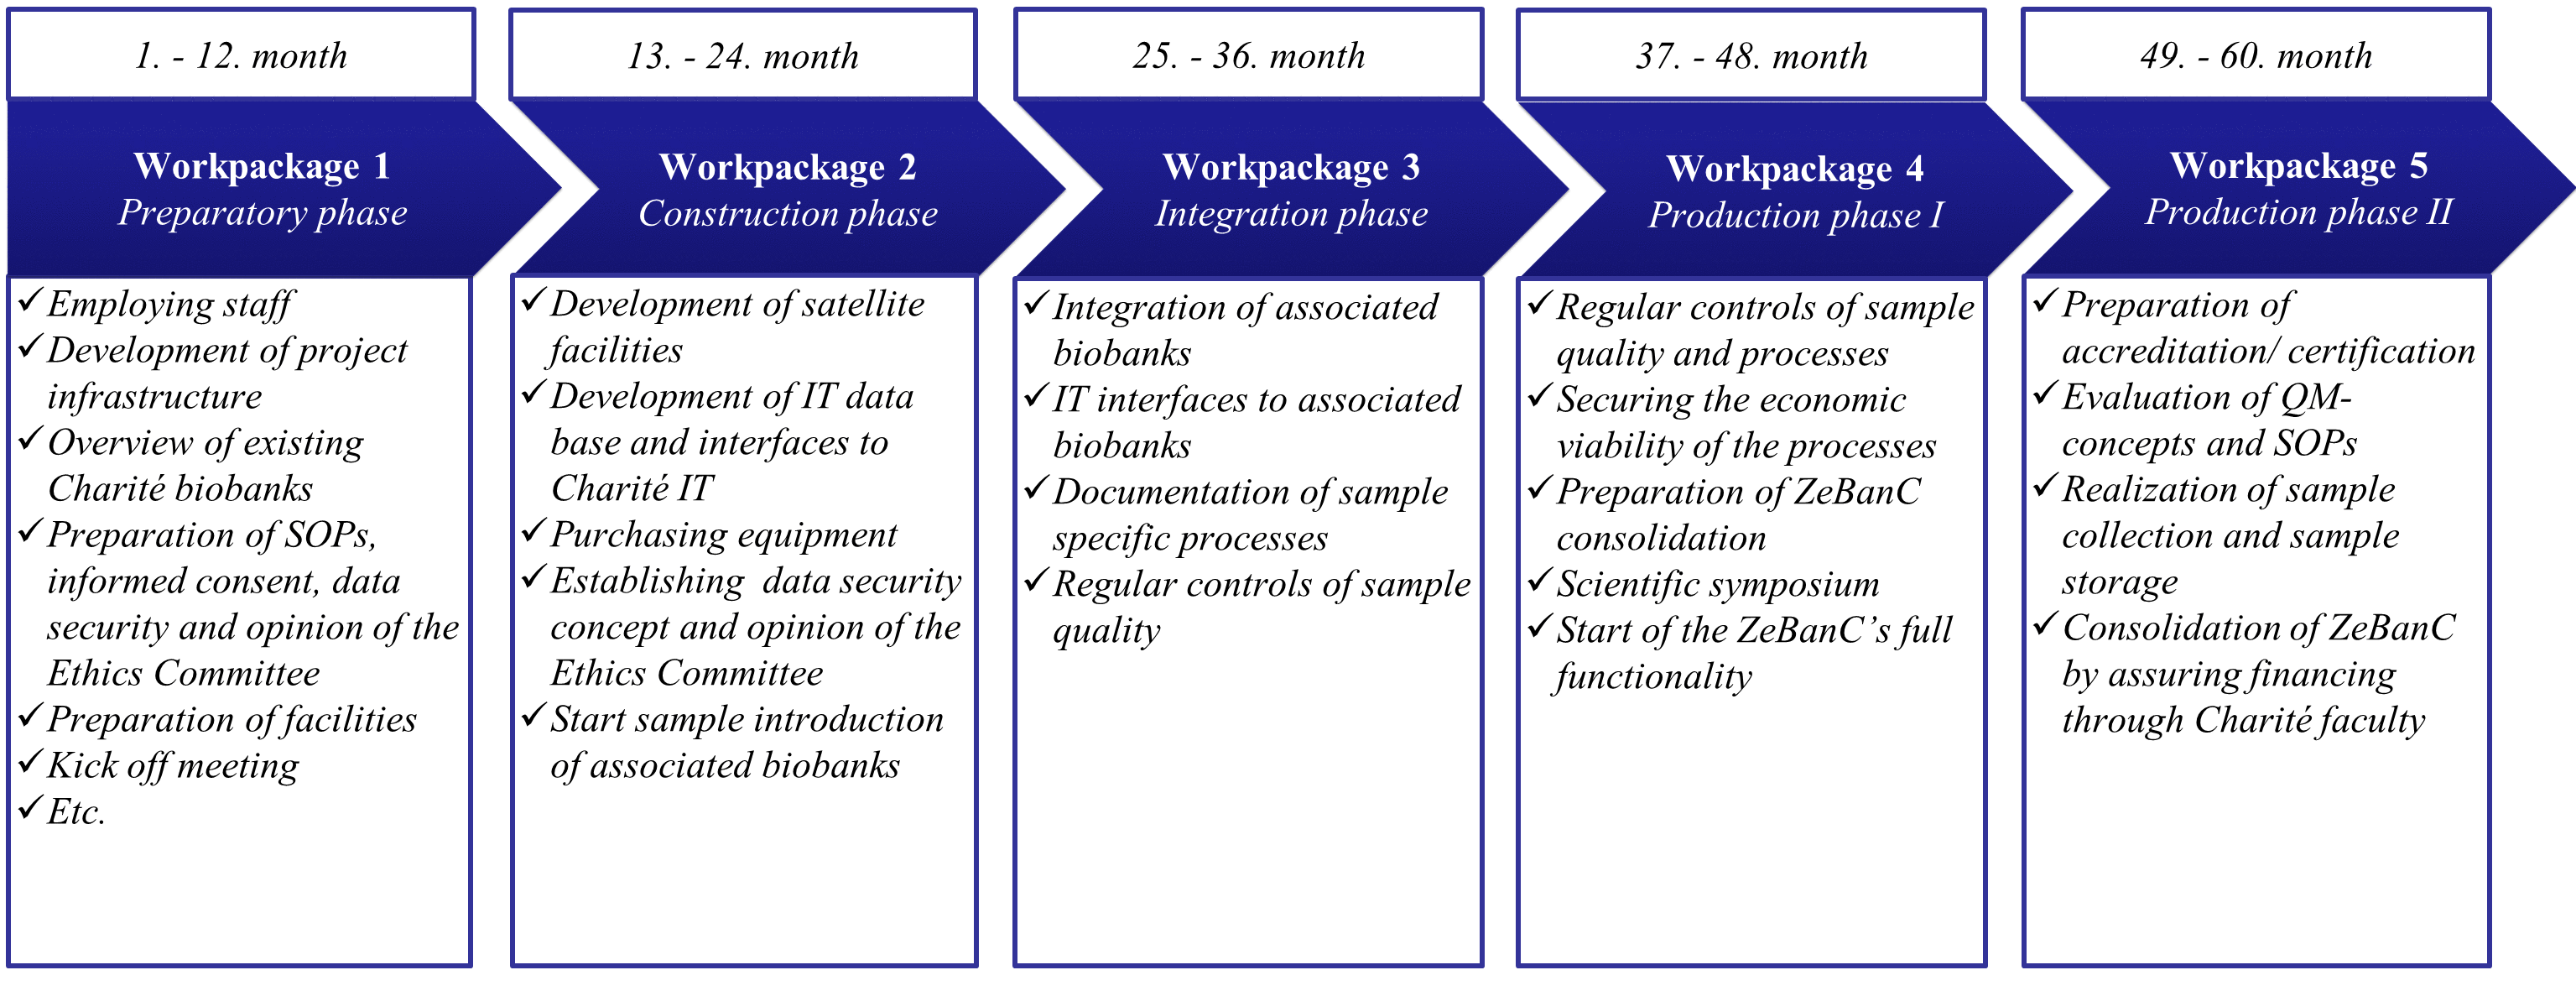 1. - 12. month
Workpackage 1
Preparatory phase
✓Employing staff
✓Development of project
infrastructure
✓Overview of existing
Charité biobanks
✓Preparation of SOPs,
informed consent, data
security and opinion of the
Ethics Committee
✓Preparation of facilities
✓Kick off meeting
✓Etc.
13. - 24. month
Workpackage 2
Construction phase
✓Development of satellite
facilities
✓Development of IT data
base and interfaces to
Charité IT
✓Purchasing equipment
✓Establishing  data security
concept and opinion of the
Ethics Committee
✓Start sample introduction
of associated biobanks
25. - 36. month
Workpackage 3
Integration phase
✓Integration of associated
biobanks
✓IT interfaces to associated
biobanks
✓Documentation of sample
specific processes
✓Regular controls of sample
quality
37. - 48. month
Workpackage 4
Production phase I
✓Regular controls of sample
quality and processes
✓Securing the economic
viability of the processes
✓Preparation of ZeBanC
consolidation
✓Scientific symposium
✓Start of the ZeBanC’s full
functionality
49. - 60. month
Workpackage 5
Production phase II
✓Preparation of
accreditation/ certification
✓Evaluation of QM-
concepts and SOPs
✓Realization of sample
collection and sample
storage
✓Consolidation of ZeBanC
by assuring financing
through Charité faculty